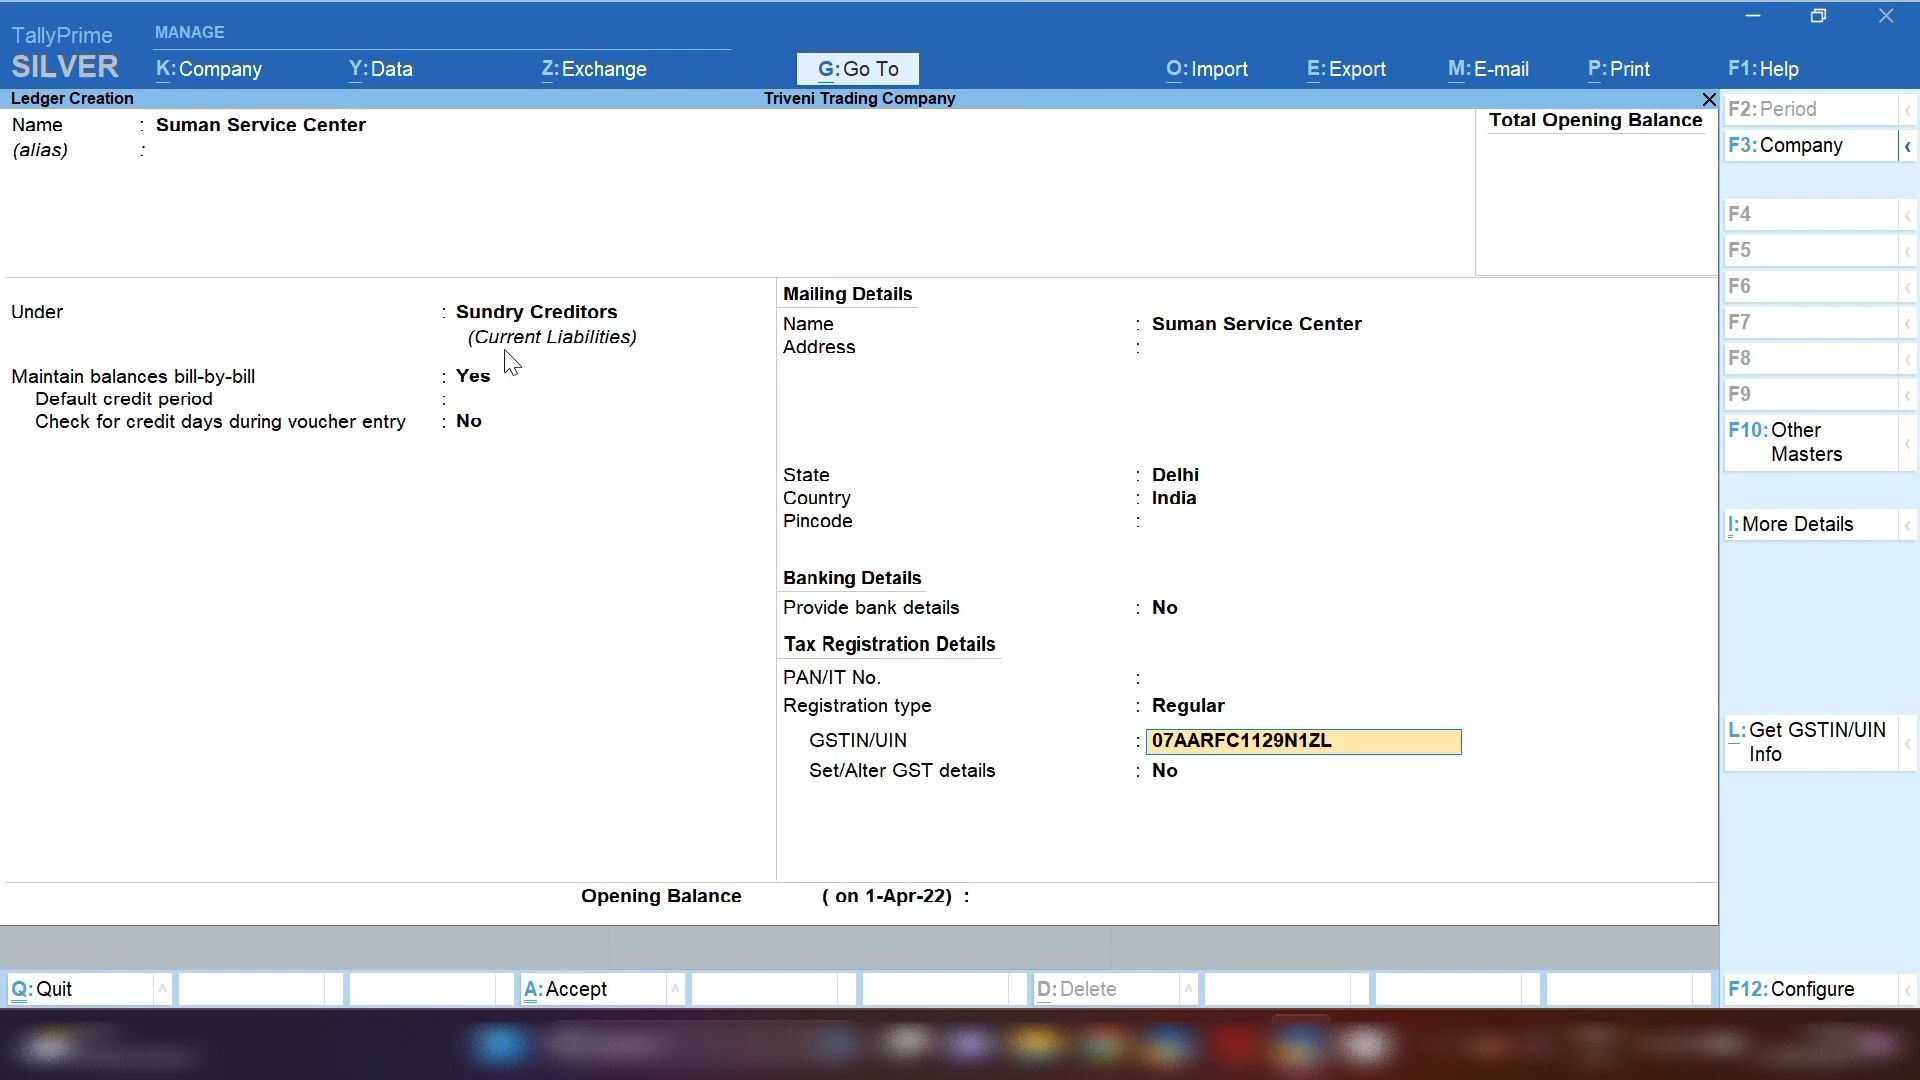 TallyPrime
SILVER
MANAGE
K:Company
Y:Data
Z:Exchange
G:Go To
O:Import
E:Export
M:E-mail
P:Print
F1:Help
Ledger Creation
Triveni Trading Company
Name : Suman Service Center
(alias) :
Total Opening Balance
Under : Sundry Creditors
(Current Liabilities)
Maintain balances bill-by-bill : Yes
Default credit period :
Check for credit days during voucher entry : No
Mailing Details
Name : Suman Service Center
Address :
State : Delhi
Country : India
Pincode :
Banking Details
Provide bank details : No
Tax Registration Details
PAN/IT No. :
Registration type : Regular
GSTIN/UIN : 07AARFC1129N1ZL
Set/Alter GST details : No
Opening Balance ( on 1-Apr-22) :
F2:Period
F3:Company
F4
F5
F6
F7
F8
F9
F10:Other
Masters
I:More Details
L:Get GSTIN/UIN
Info
Q:Quit
A:Accept
D:Delete
F12:Configure